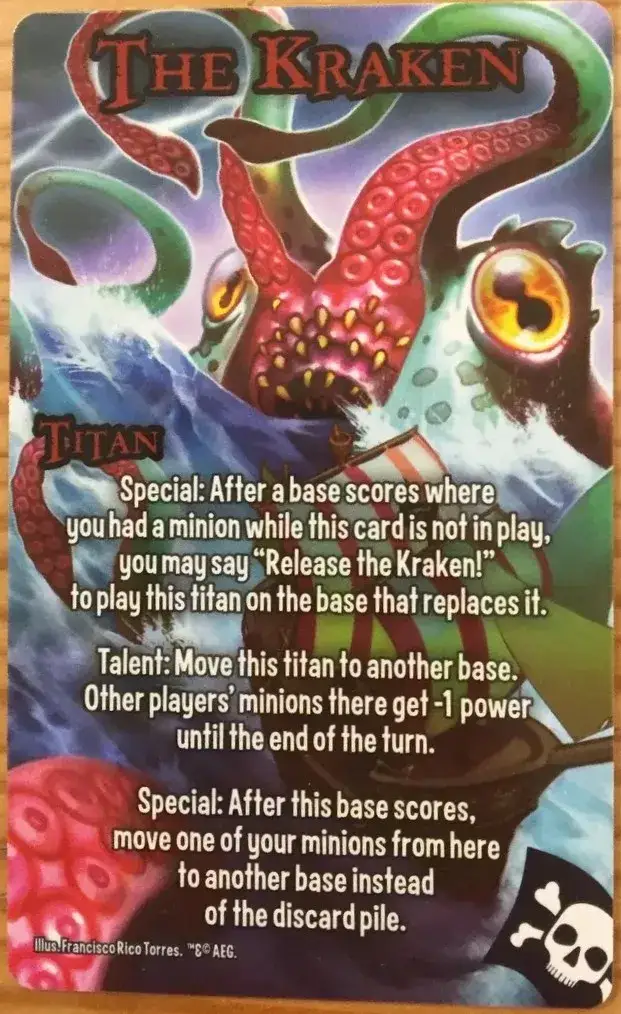 THE KRAKEN
TITAN
Special: After a base scores where
you had a minion while this card is not in play,
you may say “Release the Kraken!”
to play this titan on the base that replaces it.
Talent: Move this titan to another base.
Other players’ minions there get -1 power
until the end of the turn.
Special: After this base scores,
move one of your minions from here
to another base instead
of the discard pile.
Illus. Francisco Rico Torres. ™&© AEG.